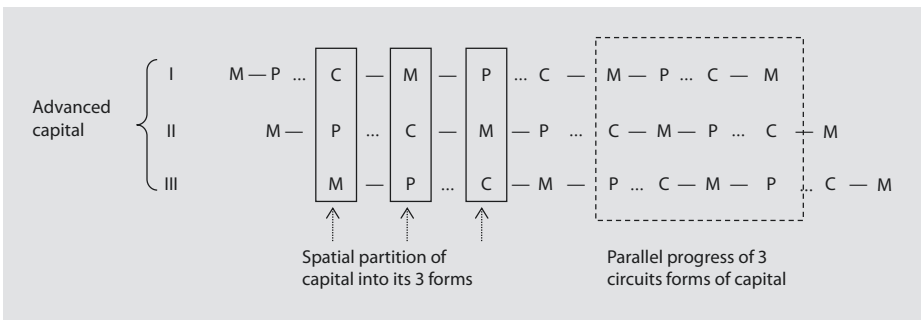 I M — P ... C — M — P ... C — M — P ... C — M
Advanced
capital
II M — P ... C — M — P ... C — M — P ... C — M
III M — P ... C — M — P ... C — M — P ... C — M
Spatial partition of
capital into its 3 forms
Parallel progress of 3
circuits forms of capital